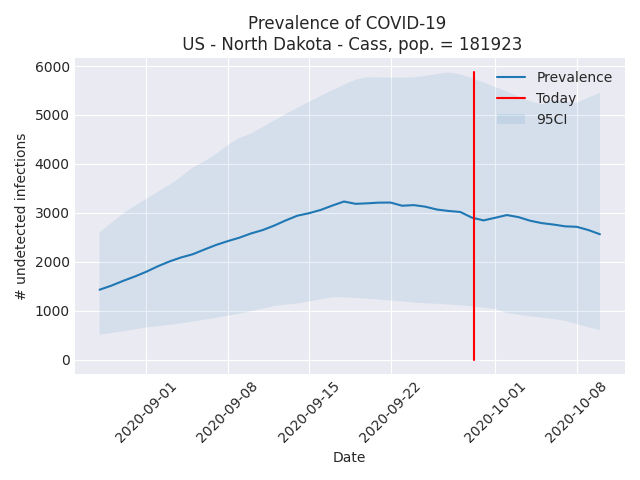 Prevalence of COVID-19
US - North Dakota - Cass, pop. = 181923
6000
5000
4000
3000
2000
1000
0
# undetected infections
Prevalence
Today
95CI
2020-09-01
2020-09-08
2020-09-15
2020-09-22
2020-10-01
2020-10-08
Date